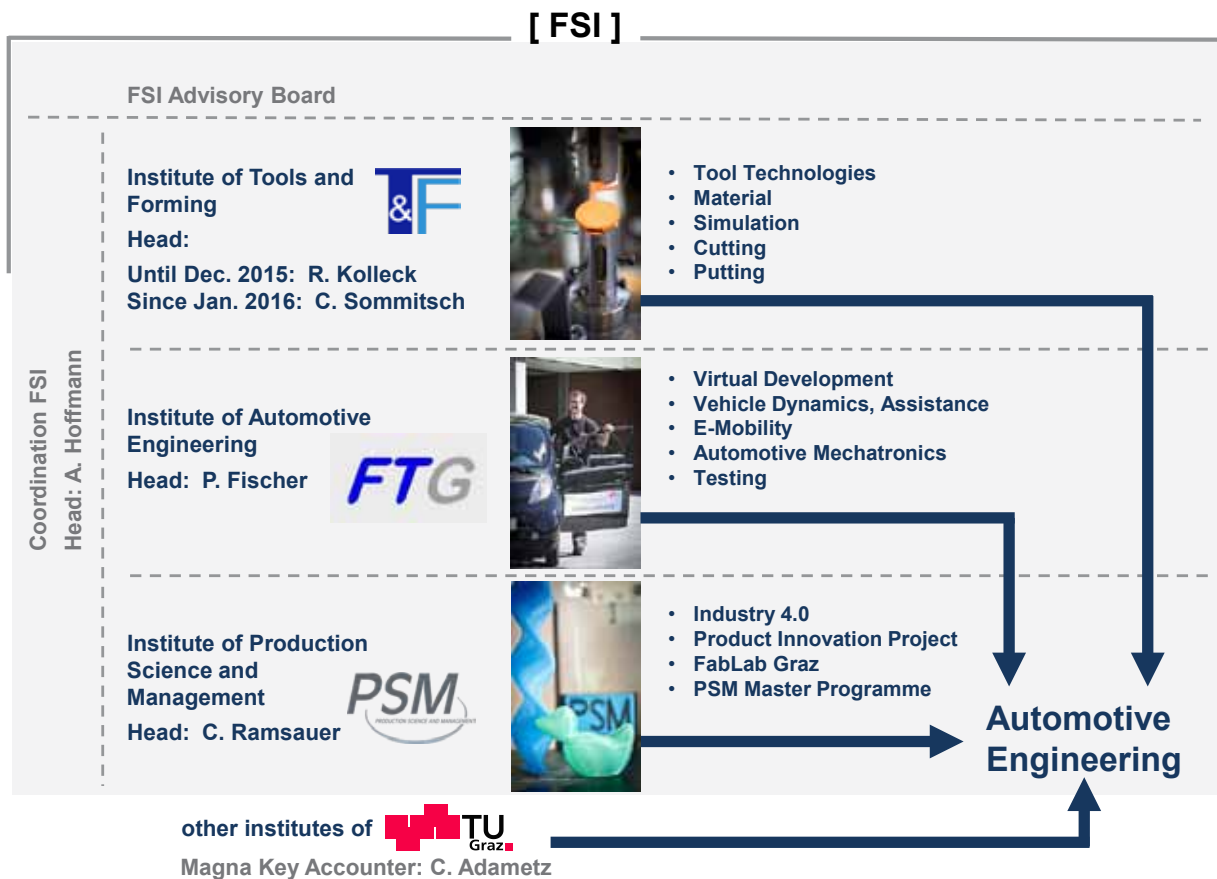 [ FSI ]
FSI Advisory Board
Coordination FSI
Head: A. Hoffmann
Institute of Tools and
Forming
Head:
Until Dec. 2015: R. Kolleck
Since Jan. 2016: C. Sommitsch
T&F
• Tool Technologies
• Material
• Simulation
• Cutting
• Putting
Institute of Automotive
Engineering
Head: P. Fischer
FTG
• Virtual Development
• Vehicle Dynamics, Assistance
• E-Mobility
• Automotive Mechatronics
• Testing
Institute of Production
Science and
Management
Head: C. Ramsauer
PSM
PRODUCTION SCIENCE AND MANAGEMENT
PSM
• Industry 4.0
• Product Innovation Project
• FabLab Graz
• PSM Master Programme
Automotive
Engineering
other institutes of
TU
Graz
Magna Key Accounter: C. Adametz